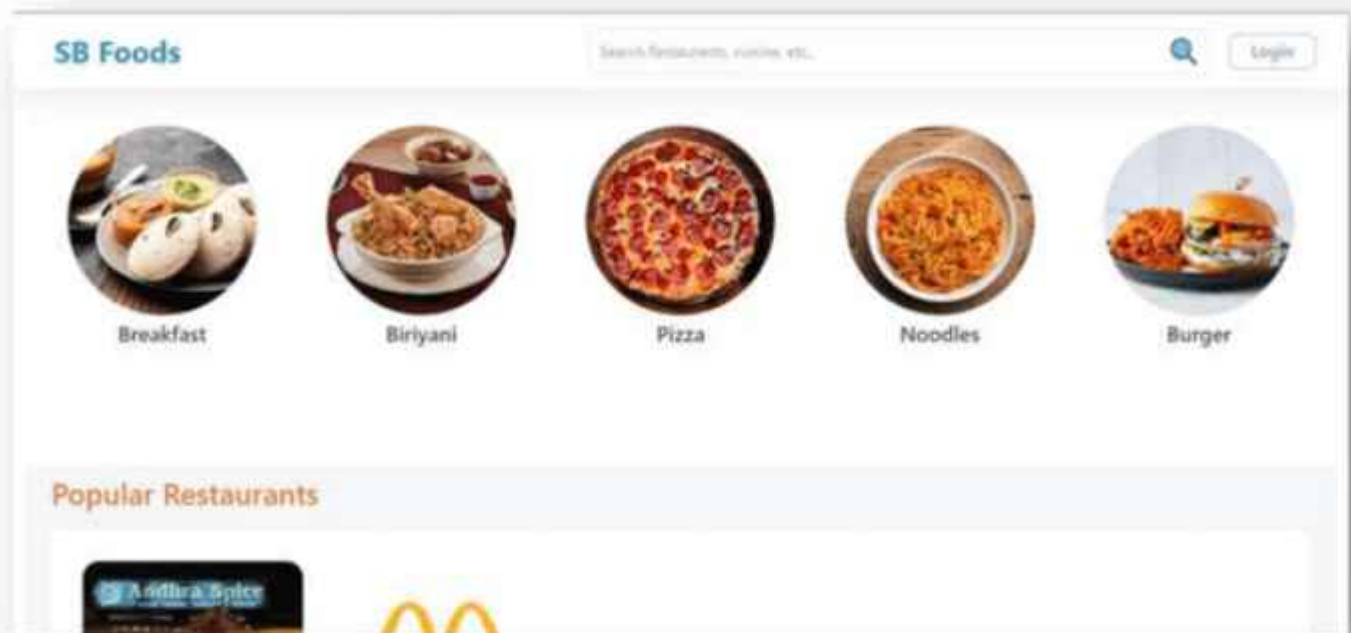 SB Foods
Search Restaurants, cuisine, etc.,
Login
Breakfast
Biriyani
Pizza
Noodles
Burger
Popular Restaurants
Andhra Spice